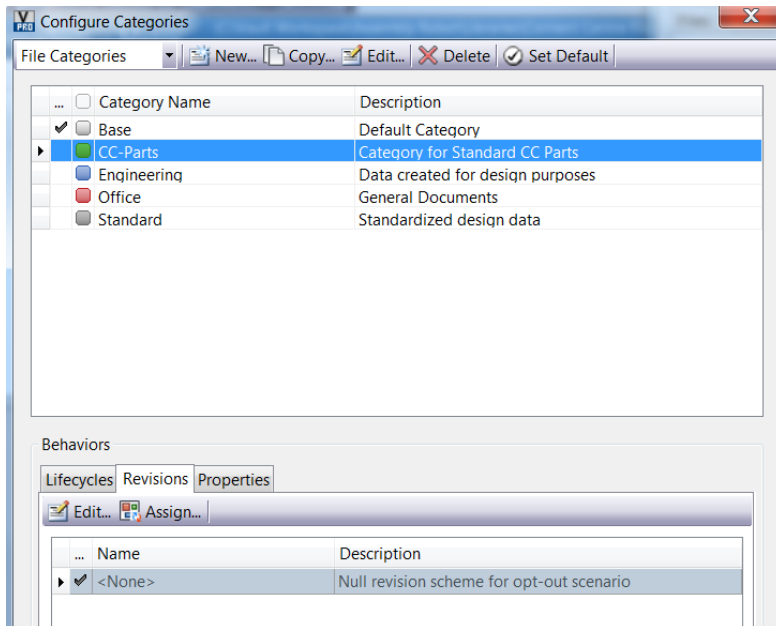 V PRO Configure Categories
File Categories New... Copy... Edit... Delete Set Default
... Category Name Description
Base Default Category
CC-Parts Category for Standard CC Parts
Engineering Data created for design purposes
Office General Documents
Standard Standardized design data
Behaviors
Lifecycles Revisions Properties
Edit... Assign...
... Name Description
<None> Null revision scheme for opt-out scenario